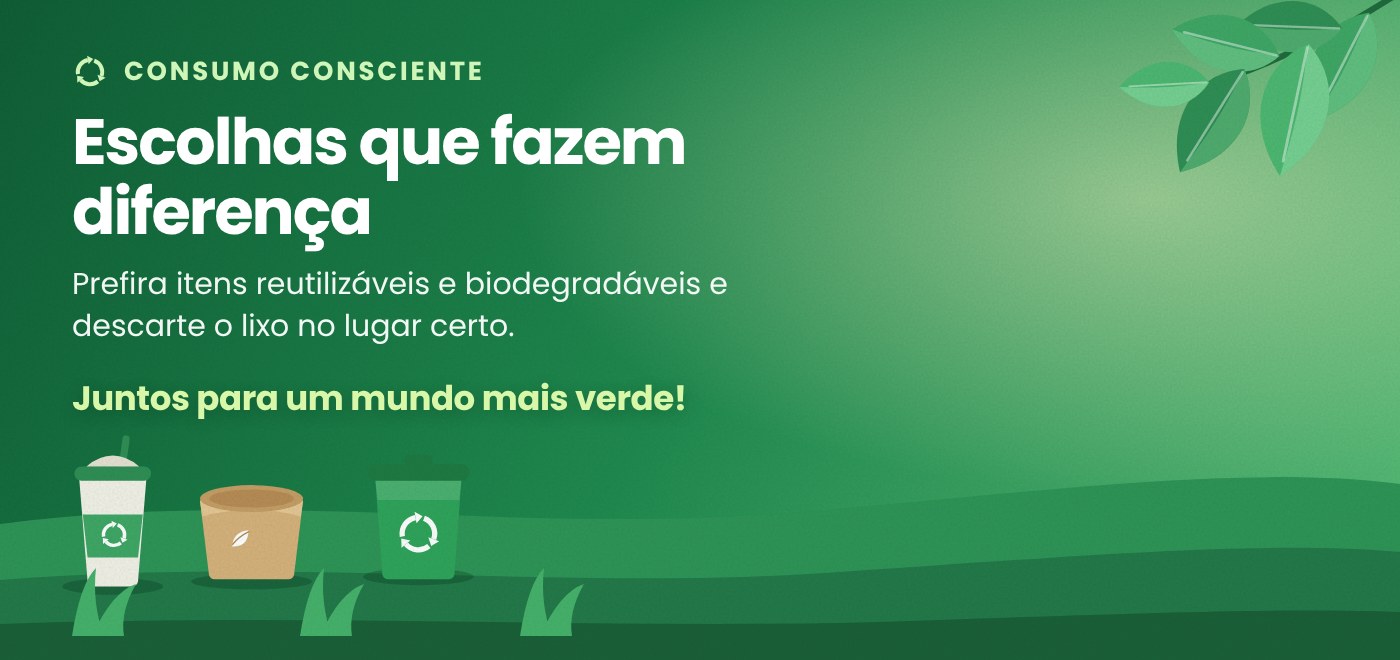 CONSUMO CONSCIENTE
Escolhas que fazem
diferença
Prefira itens reutilizáveis e biodegradáveis e
descarte o lixo no lugar certo.
Juntos para um mundo mais verde!